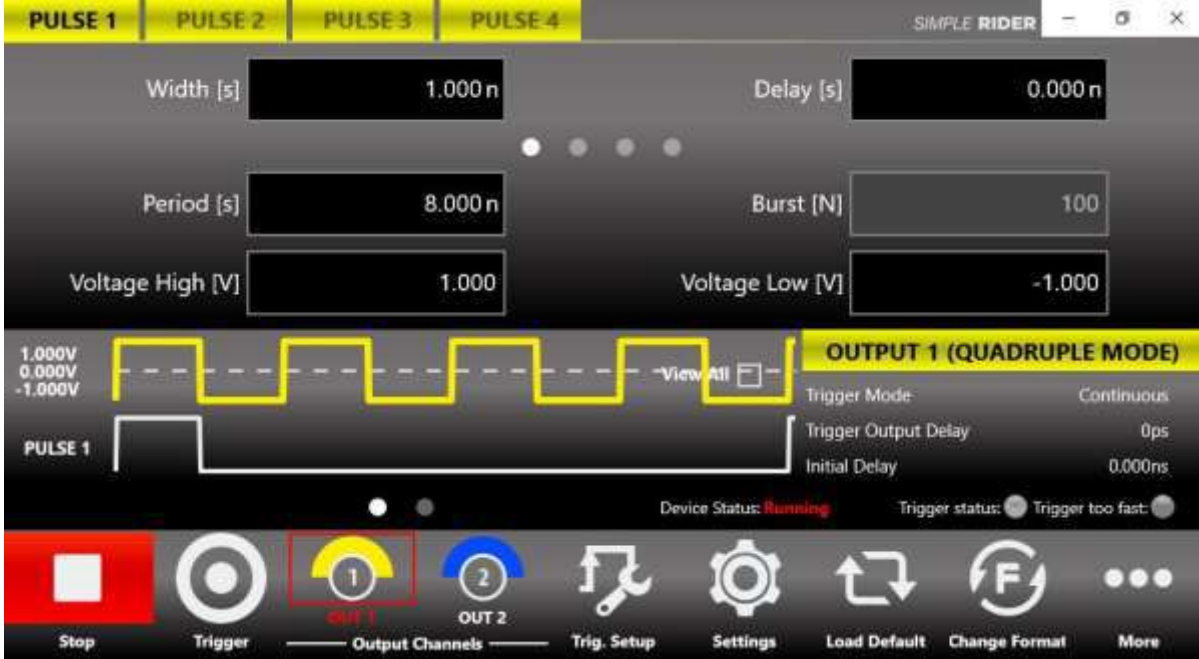 PULSE 1 PULSE 2 PULSE 3 PULSE 4 SIMPLE RIDER
Width [s] 1.000 n Delay [s] 0.000 n
Period [s] 8.000 n Burst [N] 100
Voltage High [V] 1.000 Voltage Low [V] -1.000
1.000V
0.000V
-1.000V
View All
PULSE 1
OUTPUT 1 (QUADRUPLE MODE)
Trigger Mode Continuous
Trigger Output Delay 0ps
Initial Delay 0.000ns
Device Status: Running Trigger status: Trigger too fast:
1 2 F
OUT 1 OUT 2
Stop Trigger Output Channels Trig. Setup Settings Load Default Change Format More